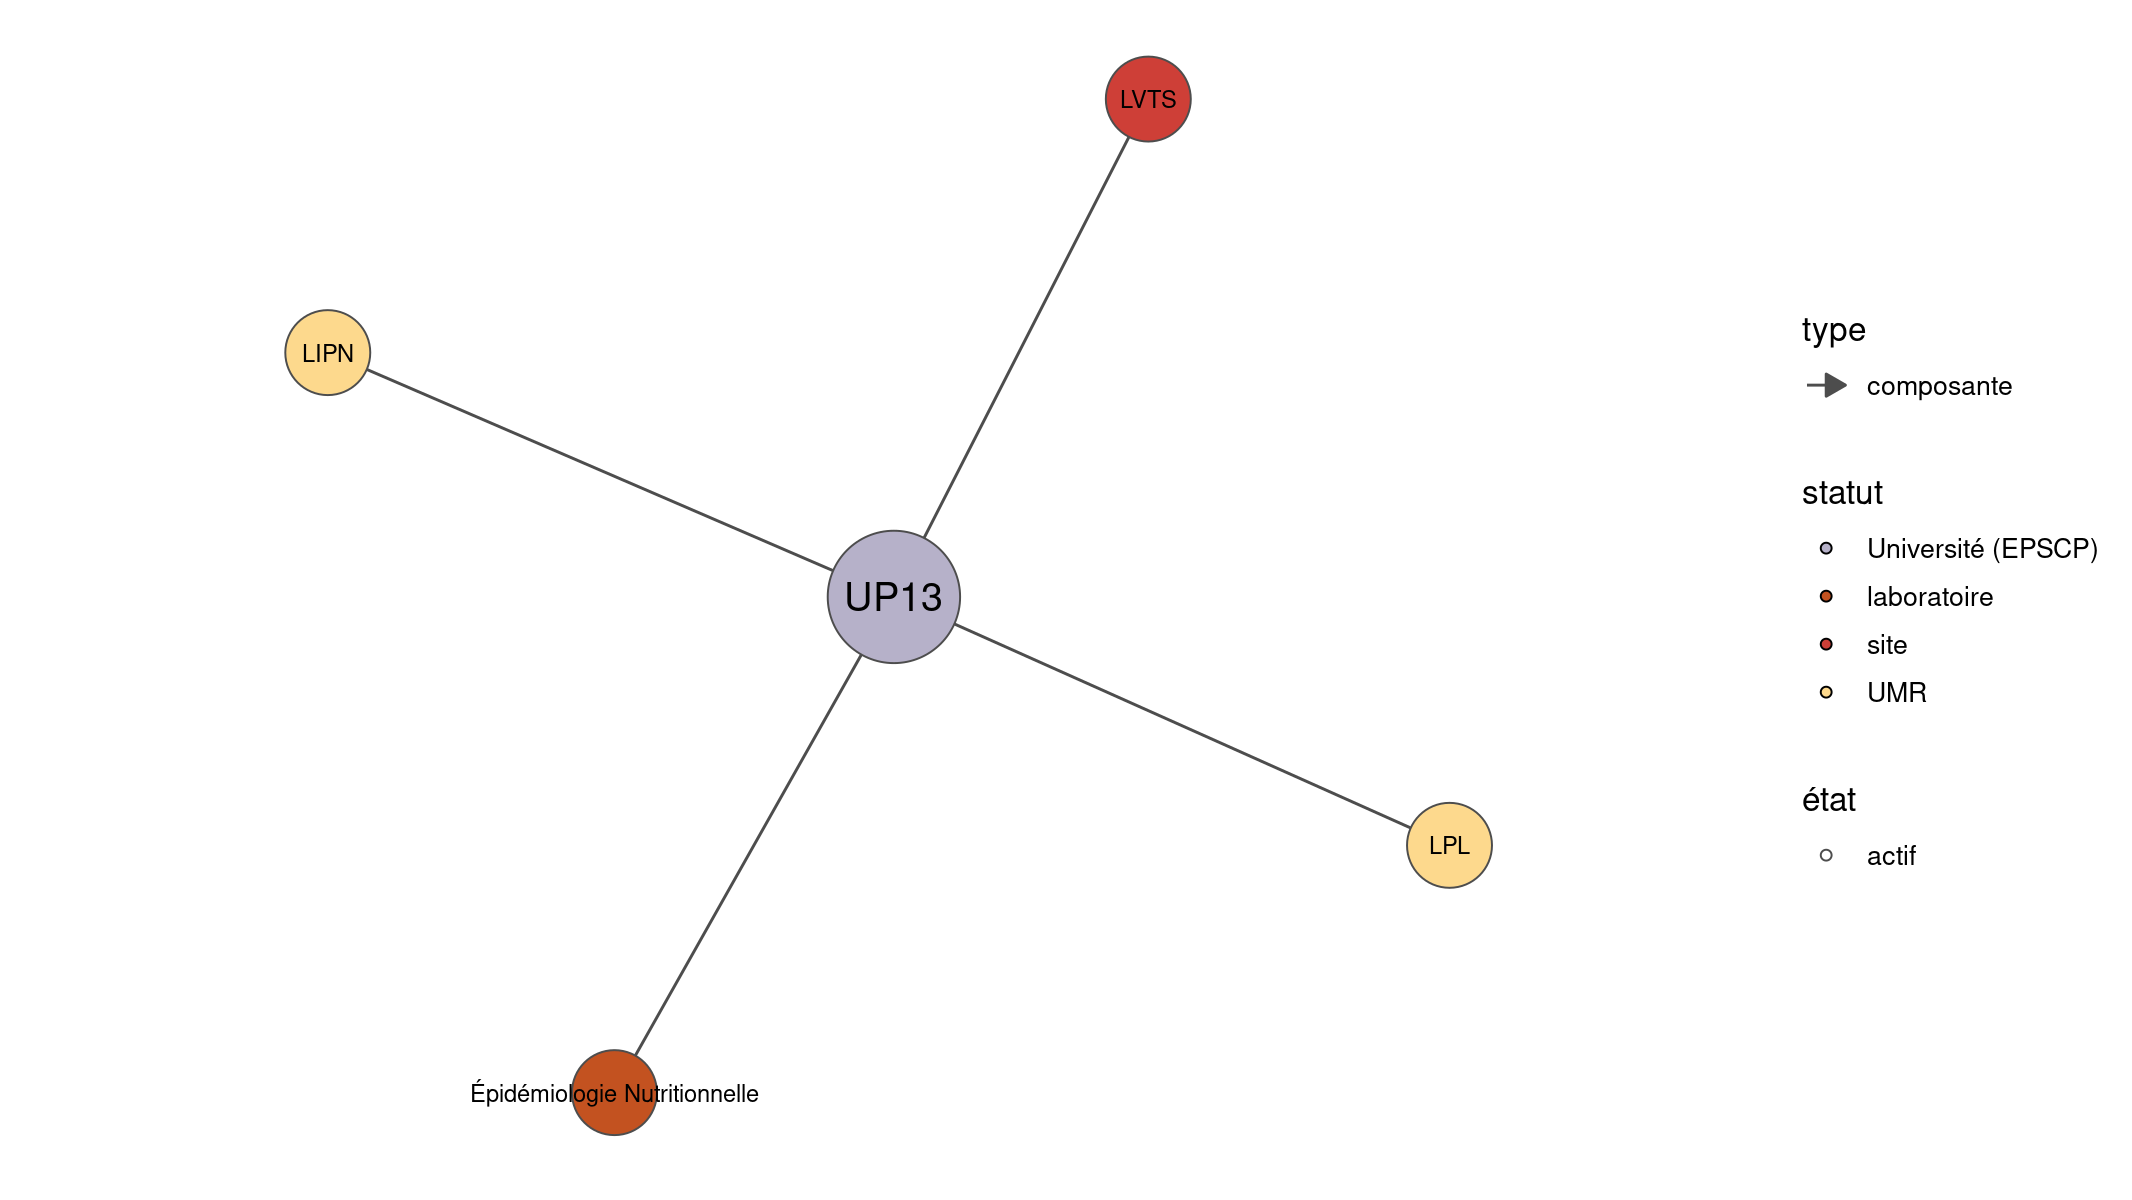 LVTS
LIPN
UP13
LPL
Épidémiologie Nutritionnelle
type
composante
statut
Université (EPSCP)
laboratoire
site
UMR
état
actif